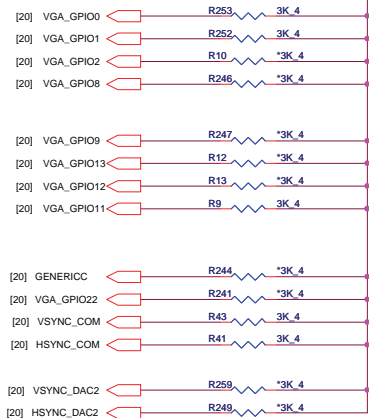 [20] VGA_GPIO0 R253 3K_4
[20] VGA_GPIO1 R252 3K_4
[20] VGA_GPIO2 R10 *3K_4
[20] VGA_GPIO8 R246 *3K_4
[20] VGA_GPIO9 R247 *3K_4
[20] VGA_GPIO13 R12 *3K_4
[20] VGA_GPIO12 R13 *3K_4
[20] VGA_GPIO11 R9 3K_4
[20] GENERICC R244 *3K_4
[20] VGA_GPIO22 R241 *3K_4
[20] VSYNC_COM R43 3K_4
[20] HSYNC_COM R41 3K_4
[20] VSYNC_DAC2 R259 *3K_4
[20] HSYNC_DAC2 R249 *3K_4